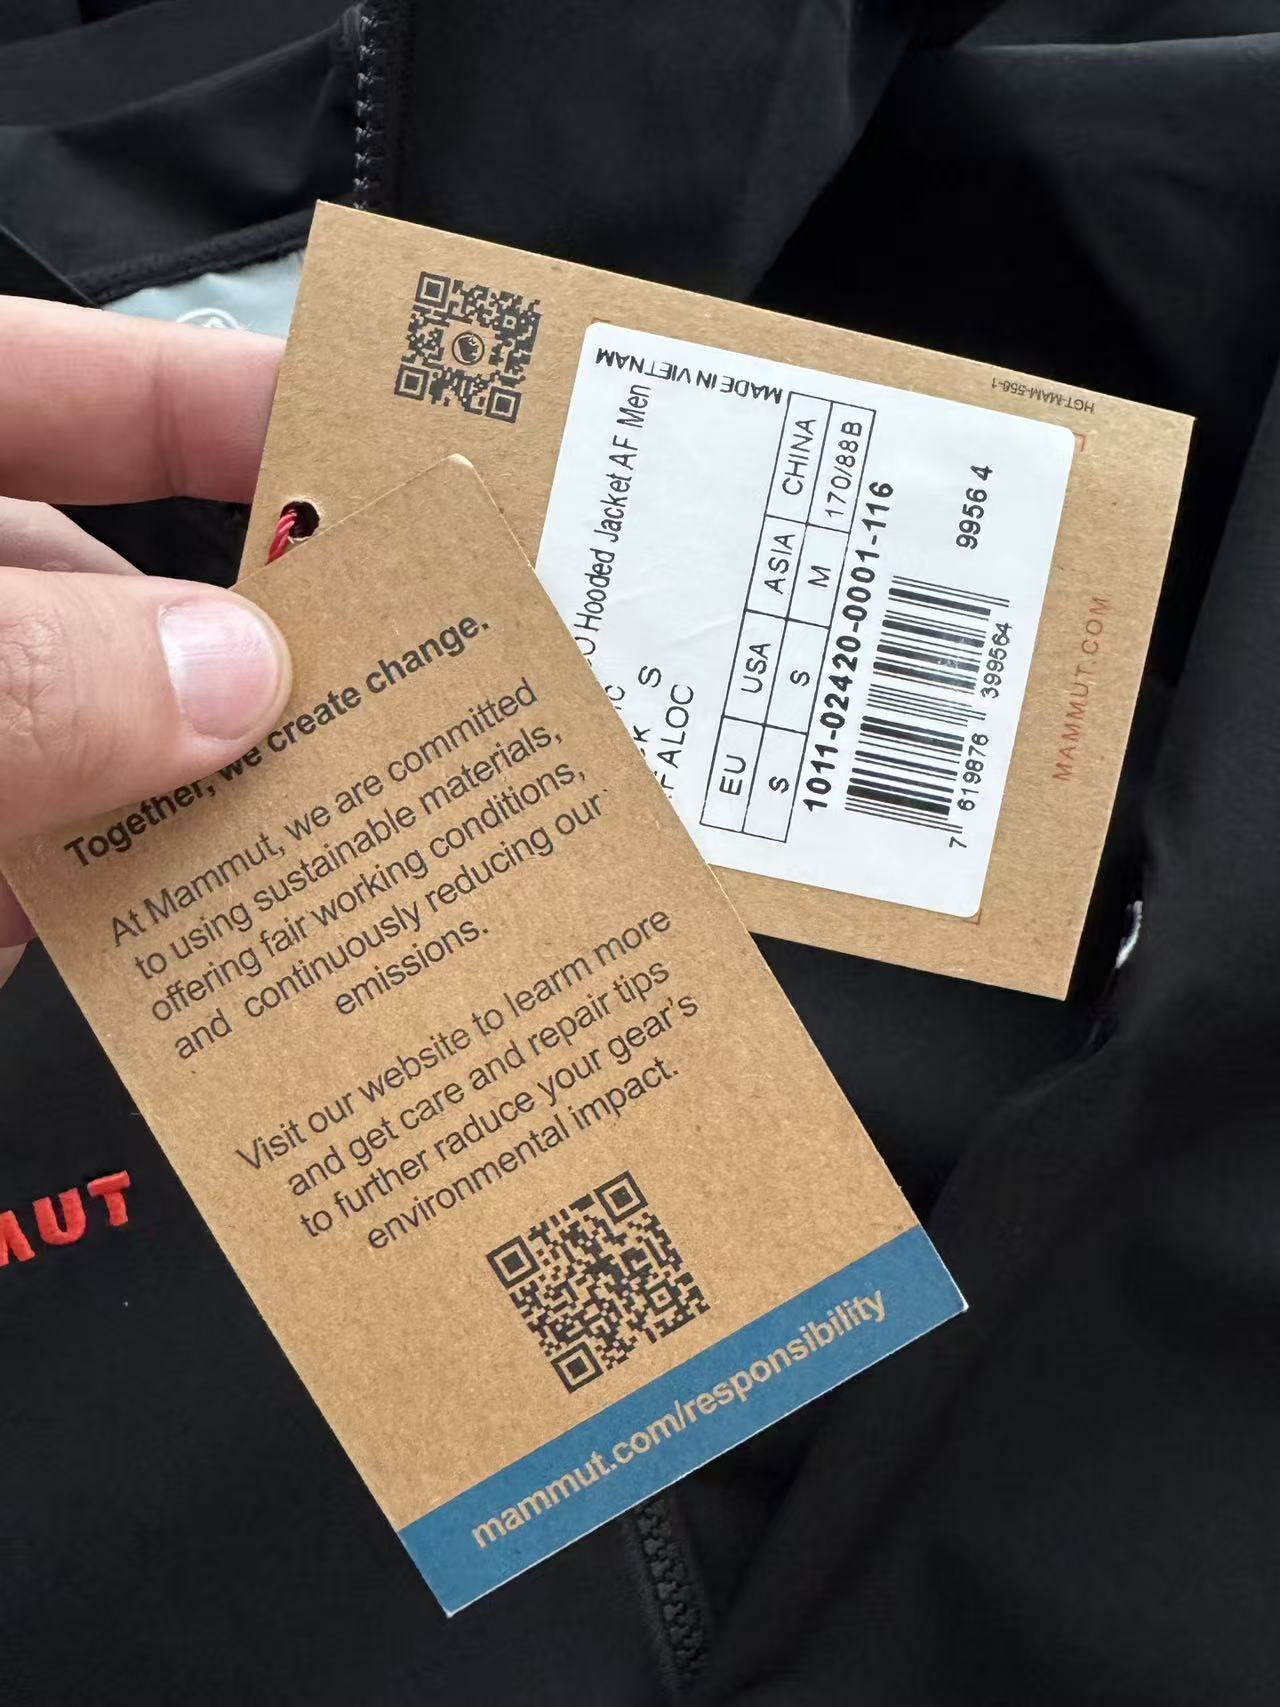 MADE IN VIETNAM
Hooded Jacket AF Men
S
FALOC
EU USA ASIA CHINA
S S M 170/88B
1011-02420-0001-116
9956 4
7 619876 399564
HGT-MAM-556-1
MAMMUT.COM
Together, we create change.
At Mammut, we are committed
to using sustainable materials,
offering fair working conditions,
and continuously reducing our
emissions.
Visit our website to learm more
and get care and repair tips
to further raduce your gear's
environmental impact.
mammut.com/responsibility
MUT